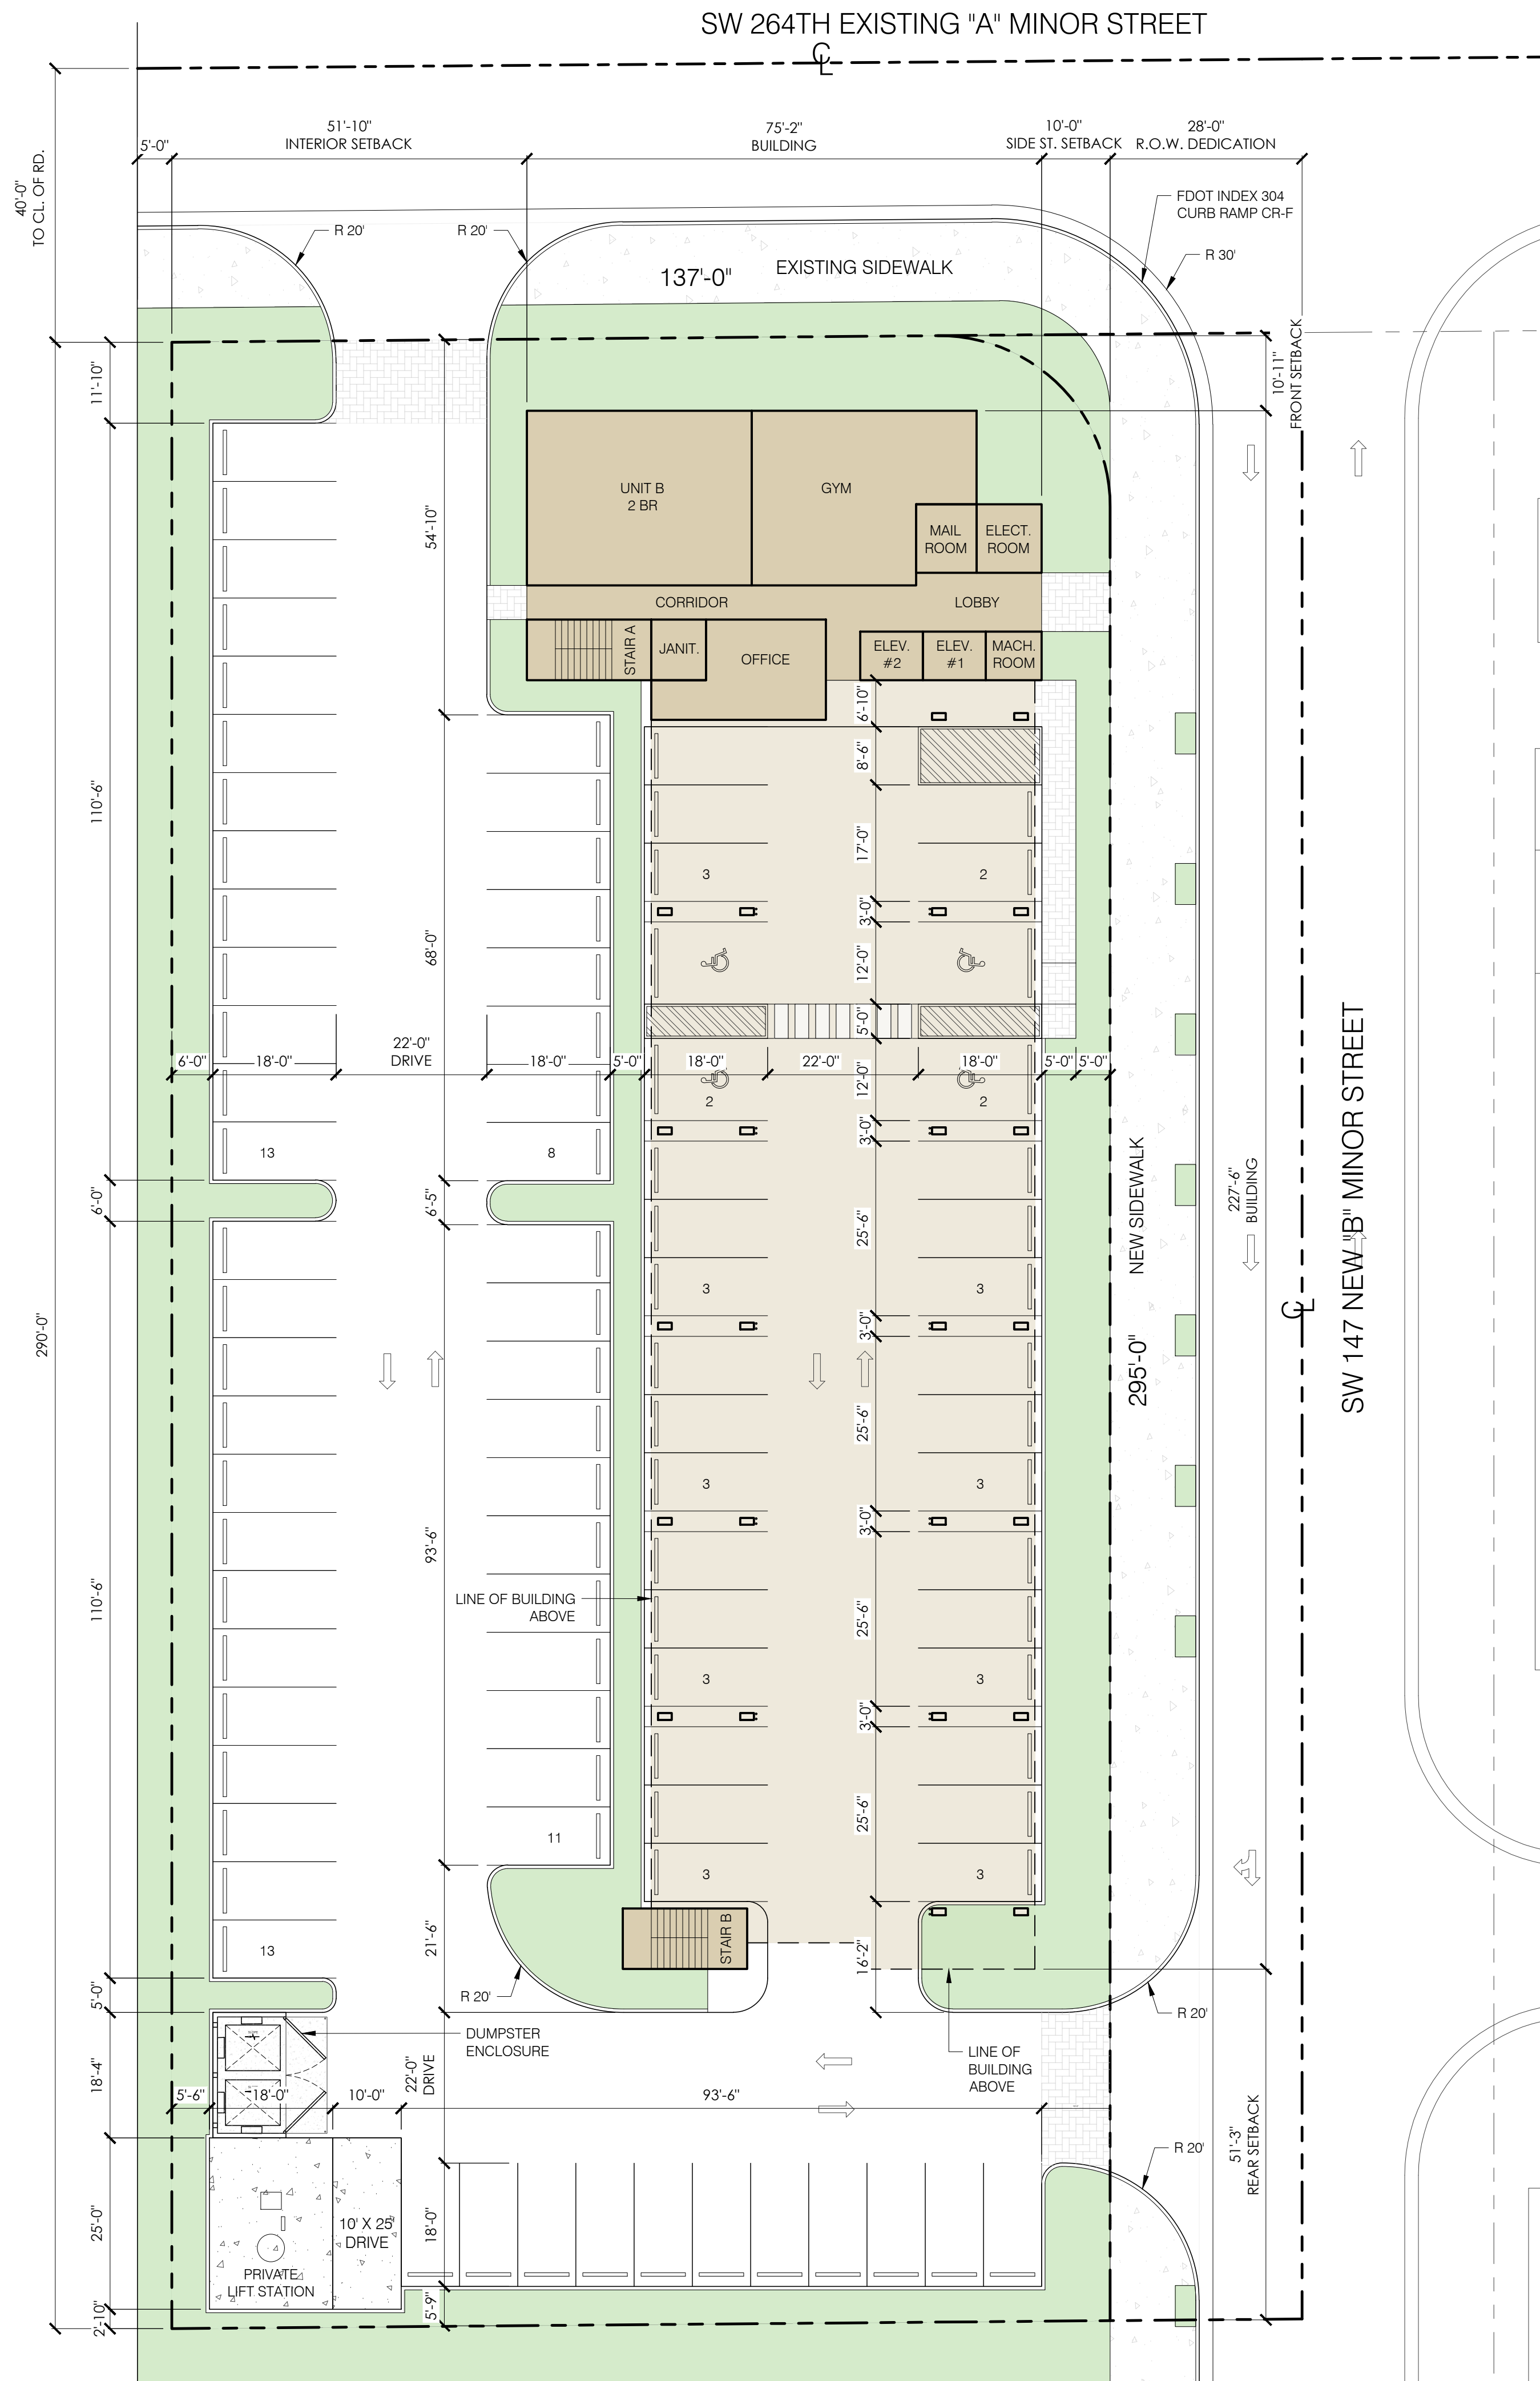 SW 264TH EXISTING "A" MINOR STREET
CL
5'-0"
51'-10"
INTERIOR SETBACK
75'-2"
BUILDING
10'-0"
SIDE ST. SETBACK
28'-0"
R.O.W. DEDICATION
40'-0"
TO CL. OF RD.
FDOT INDEX 304
CURB RAMP CR-F
R 20'
R 20'
R 30'
137'-0"
EXISTING SIDEWALK
10'-11"
FRONT SETBACK
11'-10"
54'-10"
UNIT B
2 BR
GYM
MAIL
ROOM
ELECT.
ROOM
CORRIDOR
LOBBY
STAIR A
JANIT.
OFFICE
ELEV.
#2
ELEV.
#1
MACH.
ROOM
6'-10"
8'-6"
110'-6"
17'-0"
3
2
3'-0"
68'-0"
12'-0"
5'-0"
6'-0"
18'-0"
22'-0"
DRIVE
18'-0"
5'-0"
18'-0"
22'-0"
18'-0"
5'-0"
5'-0"
12'-0"
2
2
3'-0"
13
8
6'-0"
6'-5"
NEW SIDEWALK
227'-6"
BUILDING
SW 147 NEW "B" MINOR STREET
CL
25'-6"
3
3
3'-0"
290'-0"
295'-0"
25'-6"
3
3
3'-0"
93'-6"
110'-6"
LINE OF BUILDING
ABOVE
25'-6"
3
3
3'-0"
25'-6"
11
3
3
13
21'-6"
STAIR B
16'-2"
5'-0"
R 20'
R 20'
DUMPSTER
ENCLOSURE
LINE OF
BUILDING
ABOVE
18'-4"
5'-6"
18'-0"
10'-0"
22'-0"
DRIVE
93'-6"
51'-3"
REAR SETBACK
R 20'
25'-0"
10' X 25'
DRIVE
18'-0"
PRIVATE
LIFT STATION
2'-10"
5'-9"